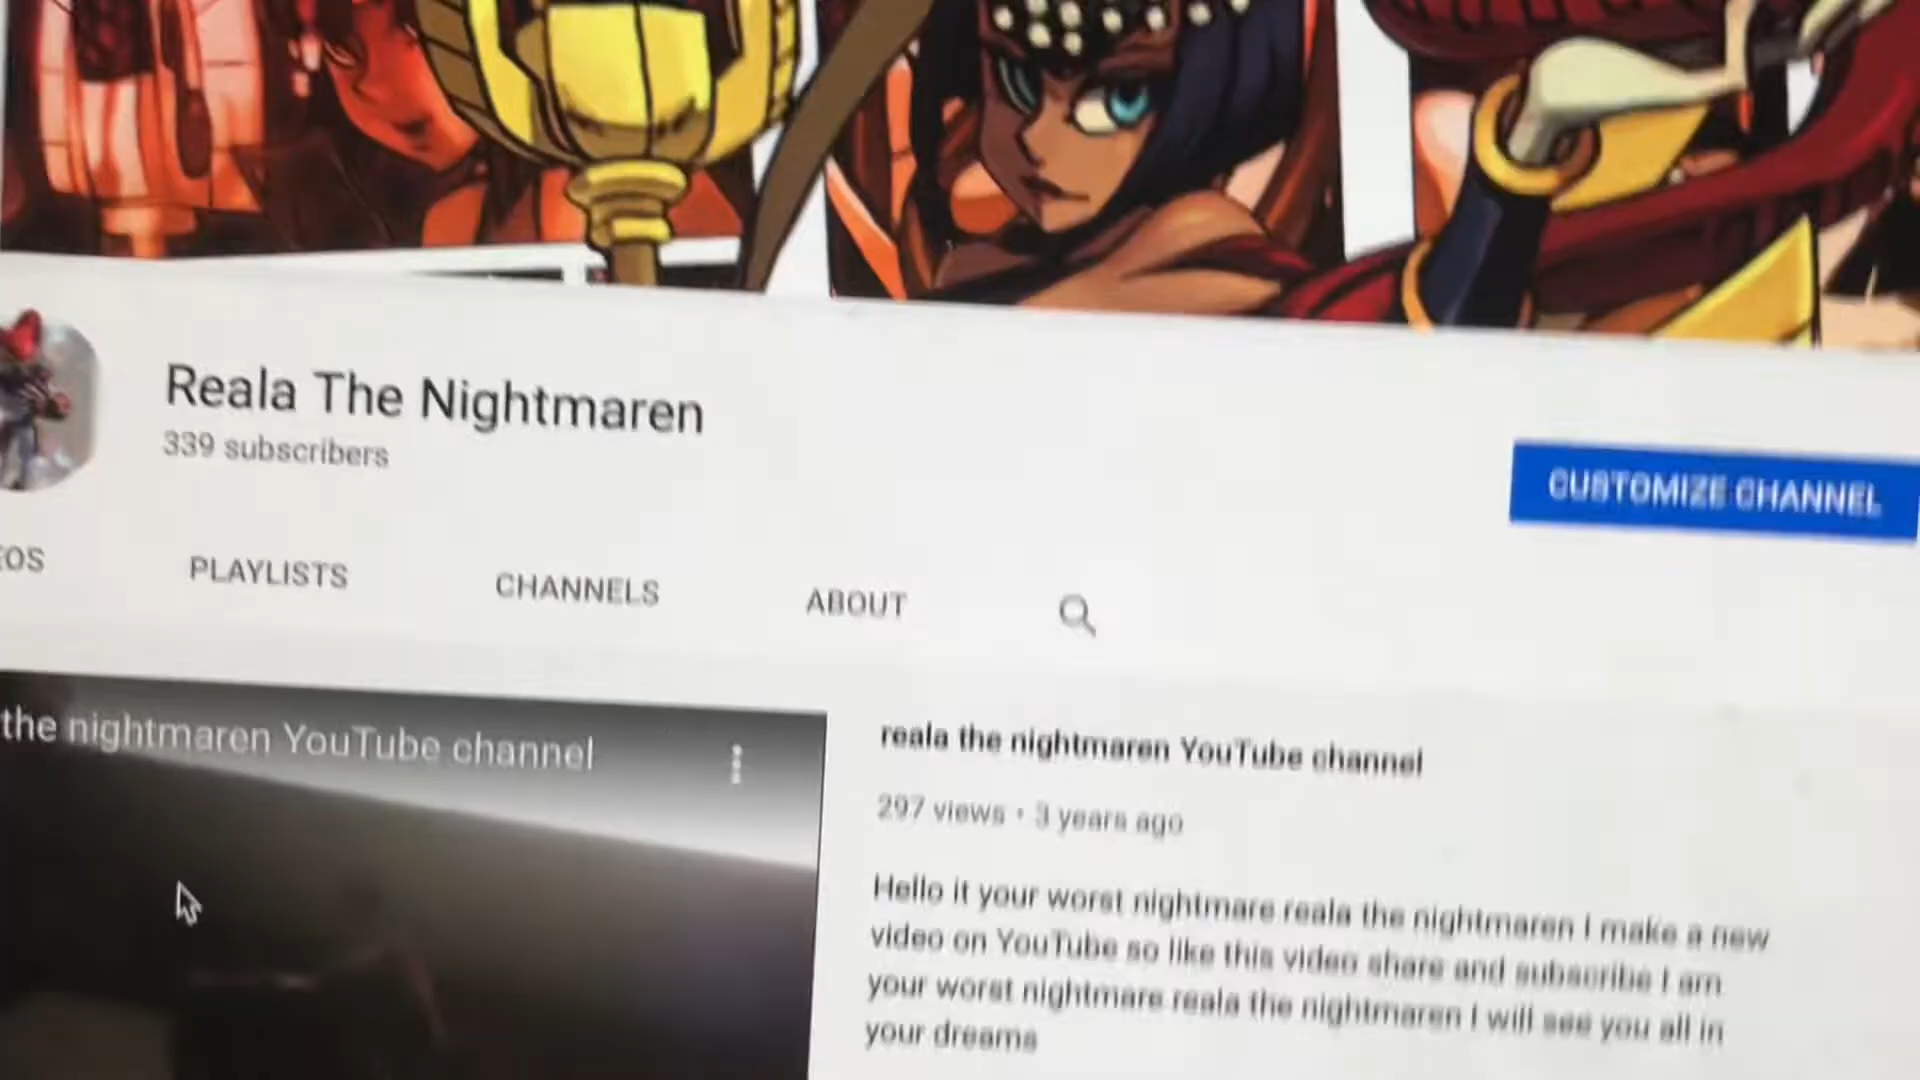 Reala The Nightmaren
339 subscribers
CUSTOMIZE CHANNEL
EOS
PLAYLISTS
CHANNELS
ABOUT
the nightmaren YouTube channel
reala the nightmaren YouTube channel
297 views • 3 years ago
Hello it your worst nightmare reala the nightmaren I make a new
video on YouTube so like this video share and subscribe I am
your worst nightmare reala the nightmaren I will see you all in
your dreams